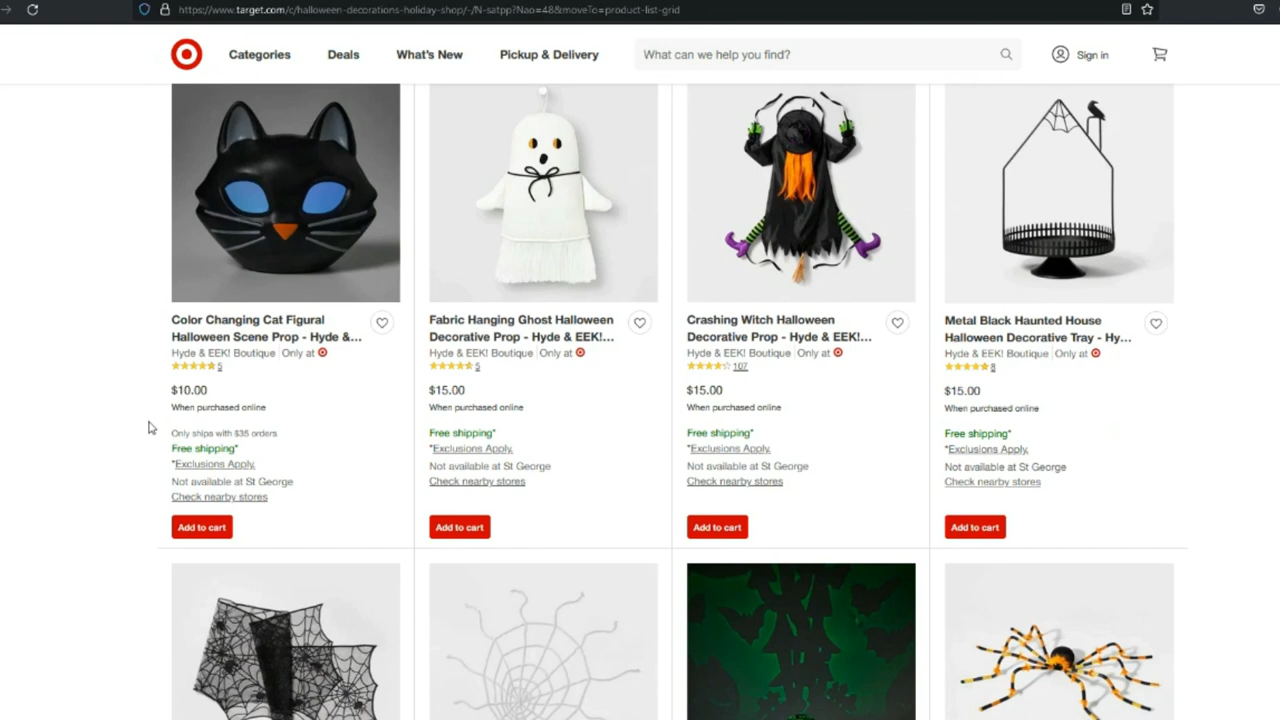 https://www.target.com/c/halloween-decorations-holiday-shop/-/N-5atpp?Nao=48&moveTo=product-list-grid
Categories
Deals
What's New
Pickup & Delivery
What can we help you find?
Sign in
Color Changing Cat Figural
Halloween Scene Prop - Hyde &...
Hyde & EEK! Boutique | Only at
5
$10.00
When purchased online
Only ships with $35 orders
Free shipping*
*Exclusions Apply.
Not available at St George
Check nearby stores
Add to cart
Fabric Hanging Ghost Halloween
Decorative Prop - Hyde & EEK!...
Hyde & EEK! Boutique | Only at
5
$15.00
When purchased online
Free shipping*
*Exclusions Apply.
Not available at St George
Check nearby stores
Add to cart
Crashing Witch Halloween
Decorative Prop - Hyde & EEK!...
Hyde & EEK! Boutique | Only at
107
$15.00
When purchased online
Free shipping*
*Exclusions Apply.
Not available at St George
Check nearby stores
Add to cart
Metal Black Haunted House
Halloween Decorative Tray - Hy...
Hyde & EEK! Boutique | Only at
8
$15.00
When purchased online
Free shipping*
*Exclusions Apply.
Not available at St George
Check nearby stores
Add to cart